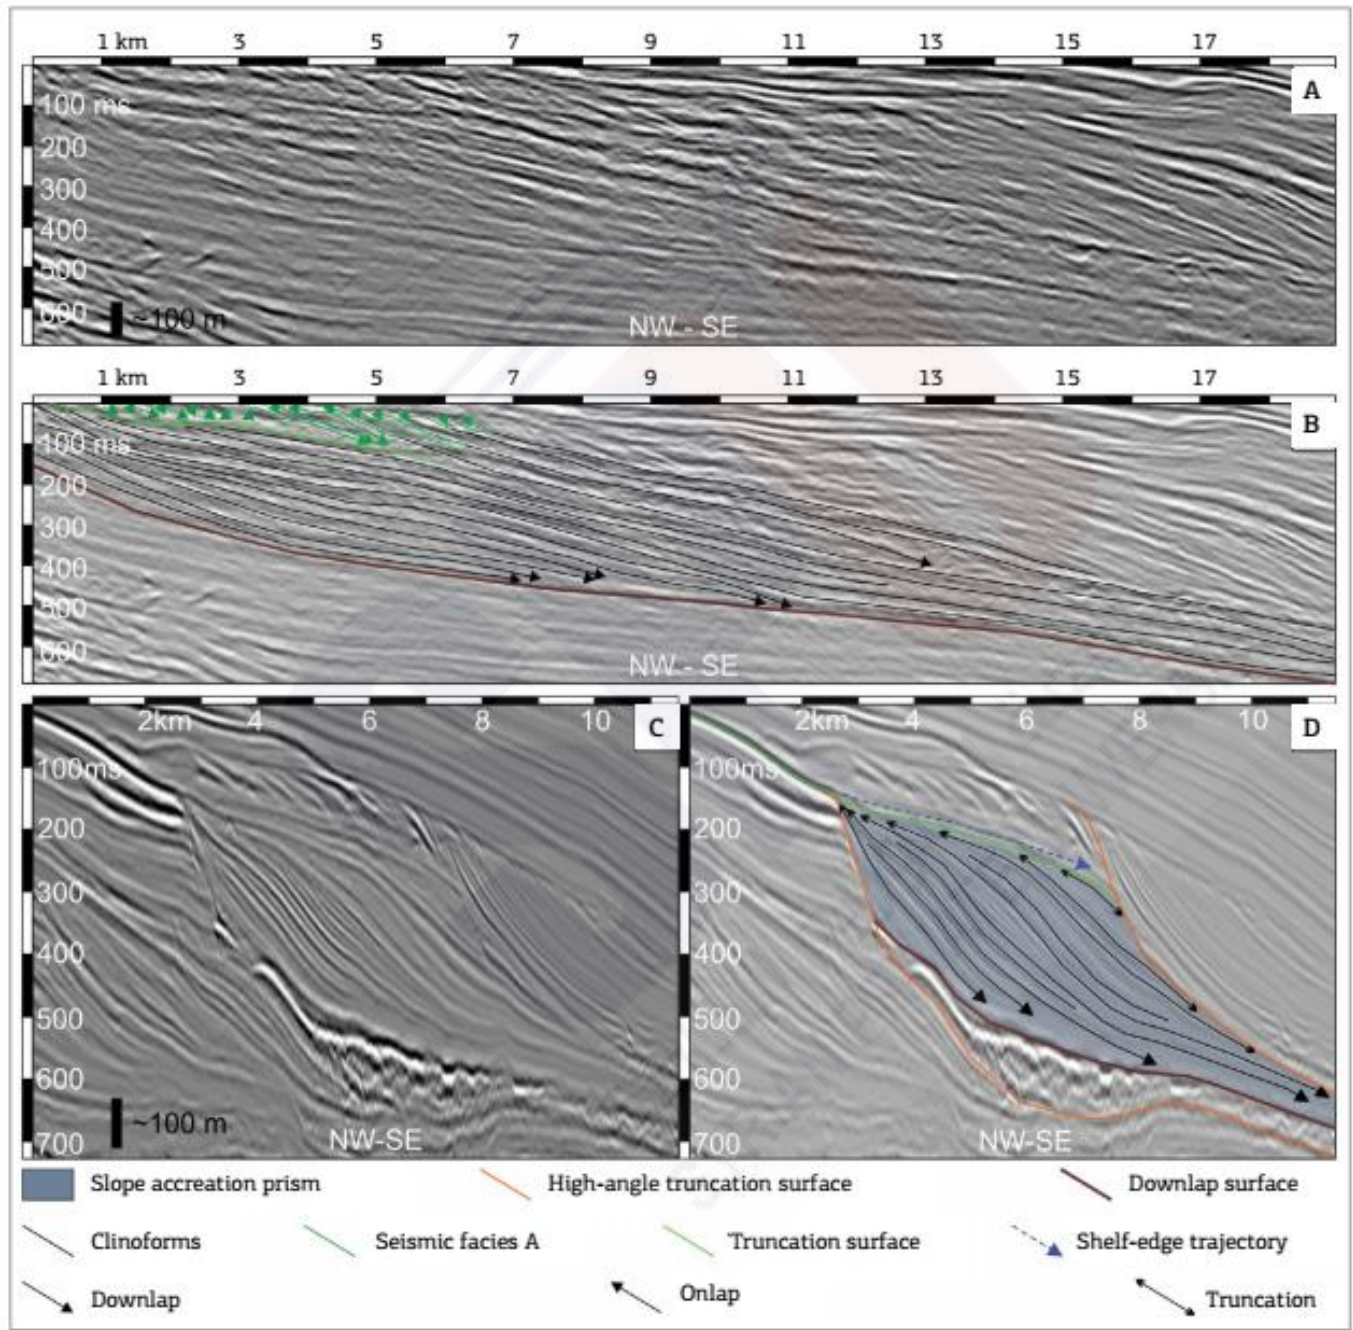 1 km 3 5 7 9 11 13 15 17
A
100 ms
200
300
400
500
600
~100 m
NW - SE
1 km 3 5 7 9 11 13 15 17
B
100 ms
200
300
400
500
600
NW - SE
2km 4 6 8 10
C
100ms
200
300
400
500
600
700
~100 m
NW-SE
2km 4 6 8 10
D
100ms
200
300
400
500
600
700
NW-SE
Slope accreation prism High-angle truncation surface Downlap surface
Clinoforms Seismic facies A Truncation surface Shelf-edge trajectory
Downlap Onlap Truncation